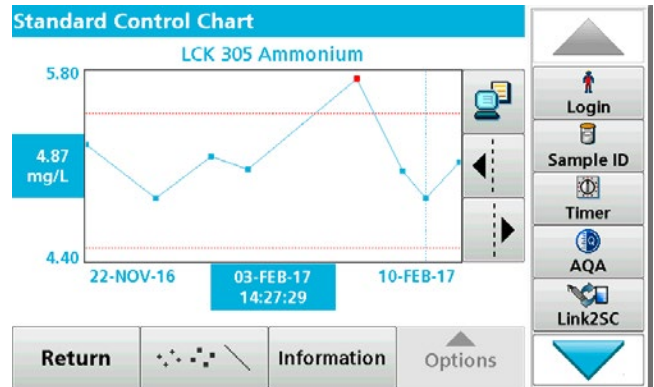 Standard Control Chart
LCK 305 Ammonium
5.80
4.87
mg/L
4.40
22-NOV-16
03-FEB-17
14:27:29
10-FEB-17
Return
Information
Options
Login
Sample ID
Timer
AQA
Link2SC